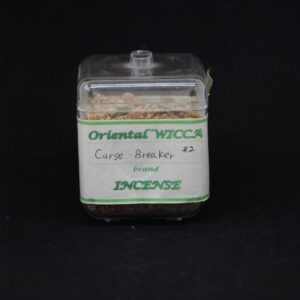 Oriental WICCA
Curse-Breaker #2
brand
INCENSE